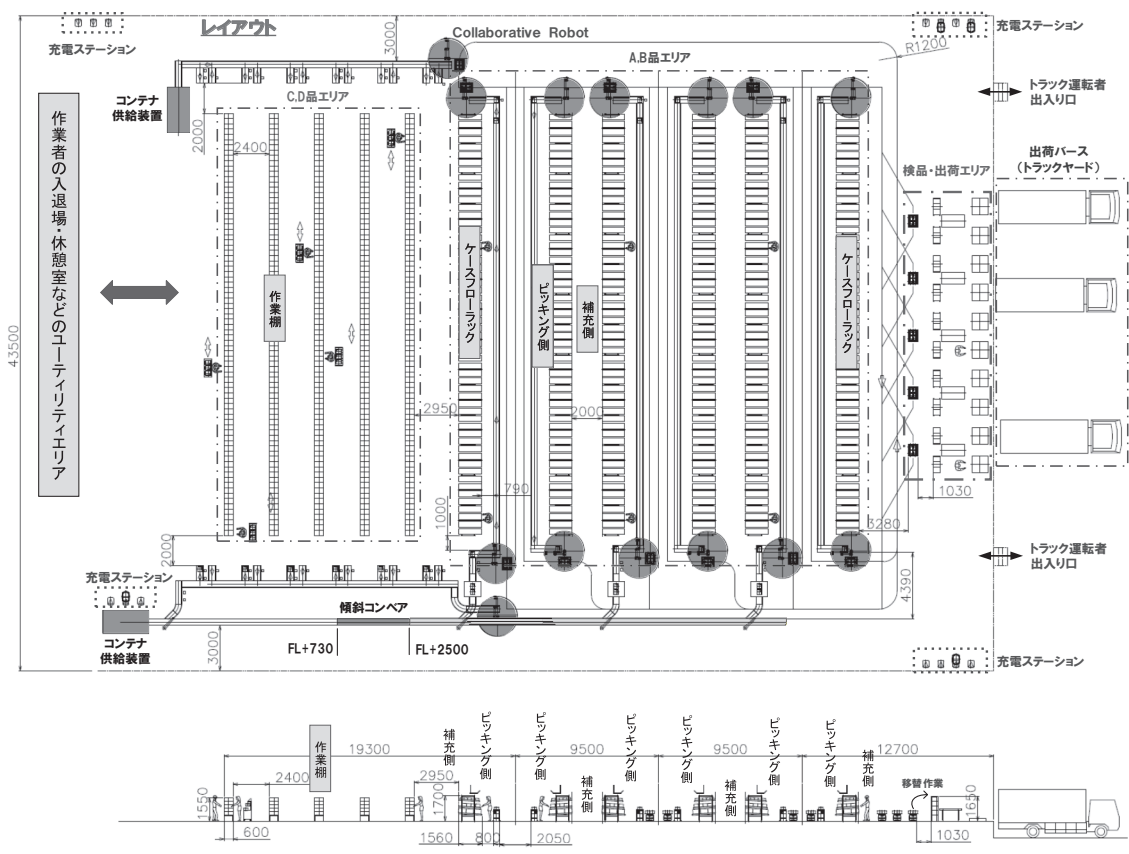 レイアウト
充電ステーション
3000
Collaborative Robot
A,B品エリア
R1200
充電ステーション
トラック運転者
出入り口
コンテナ
供給装置
2000
C,D品エリア
2400
出荷バース
(トラックヤード)
検品・出荷エリア
作業者の入退場・休憩室などのユーティリティエリア
43500
作業棚
ケースフローラック
ピッキング側
補充側
ケースフローラック
2950
2000
790
1000
1030
3280
2000
トラック運転者
出入り口
4390
充電ステーション
コンテナ
供給装置
傾斜コンベア
FL+730
FL+2500
3000
充電ステーション
作業棚
補充側
ピッキング側
ピッキング側
補充側
ピッキング側
ピッキング側
補充側
ピッキング側
ピッキング側
補充側
19300
9500
9500
12700
2400
2950
移替作業
1550
1700
1650
600
1560
800
2050
1030